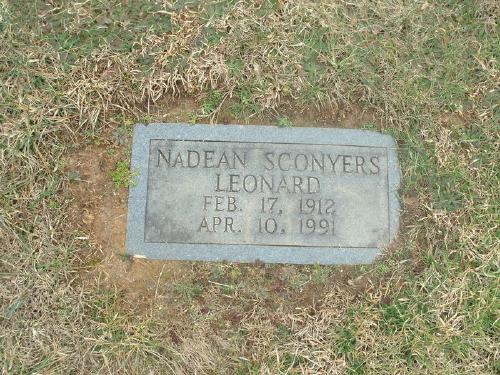 NADEAN SCONYERS
LEONARD
FEB. 17, 1912
APR. 10, 1991